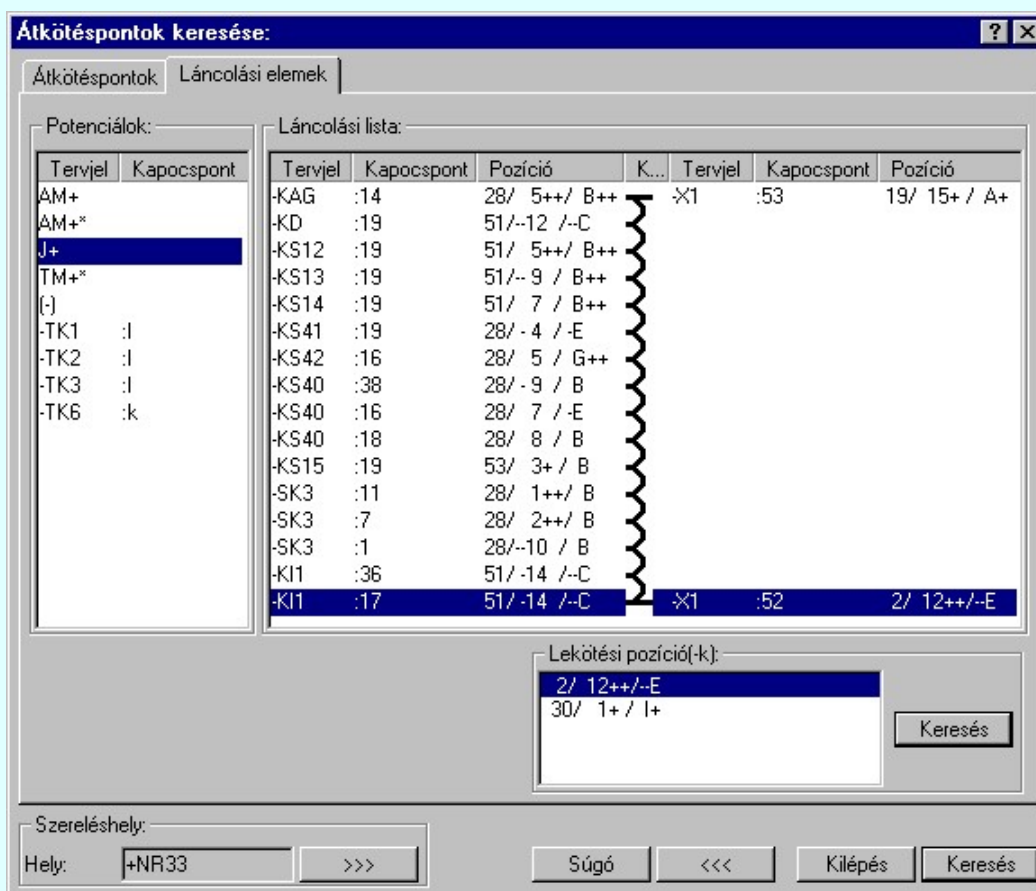 Átkötéspontok keresése:
Átkötéspontok Láncolási elemek
Potenciálok:
Tervjel Kapocspont
AM+
AM+*
J+
TM+*
(-)
-TK1 :l
-TK2 :l
-TK3 :l
-TK6 :k
Láncolási lista:
Tervjel Kapocspont Pozíció K... Tervjel Kapocspont Pozíció
-KAG :14 28/ 5++/ B++ -X1 :53 19/ 15+ / A+
-KD :19 51/--12 /--C
-KS12 :19 51/ 5++/ B++
-KS13 :19 51/-- 9 / B++
-KS14 :19 51/ 7 / B++
-KS41 :19 28/ - 4 / -E
-KS42 :16 28/ 5 / G++
-KS40 :38 28/ - 9 / B
-KS40 :16 28/ 7 / -E
-KS40 :18 28/ 8 / B
-KS15 :19 53/ 3+ / B
-SK3 :11 28/ 1++/ B
-SK3 :7 28/ 2++/ B
-SK3 :1 28/--10 / B
-KI1 :36 51/ -14 /--C
-KI1 :17 51/ -14 /--C -X1 :52 2/ 12++/--E
Lekötési pozíció(-k):
2/ 12++/--E
30/ 1+ / I+
Keresés
Szereléshely:
Hely: +NR33 >>> Súgó <<< Kilépés Keresés